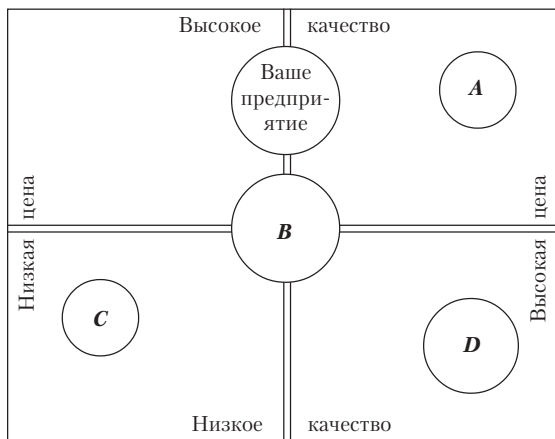 Высокое качество
Ваше
предпри-
ятие
A
Низкая цена
B
Высокая цена
C
D
Низкое качество